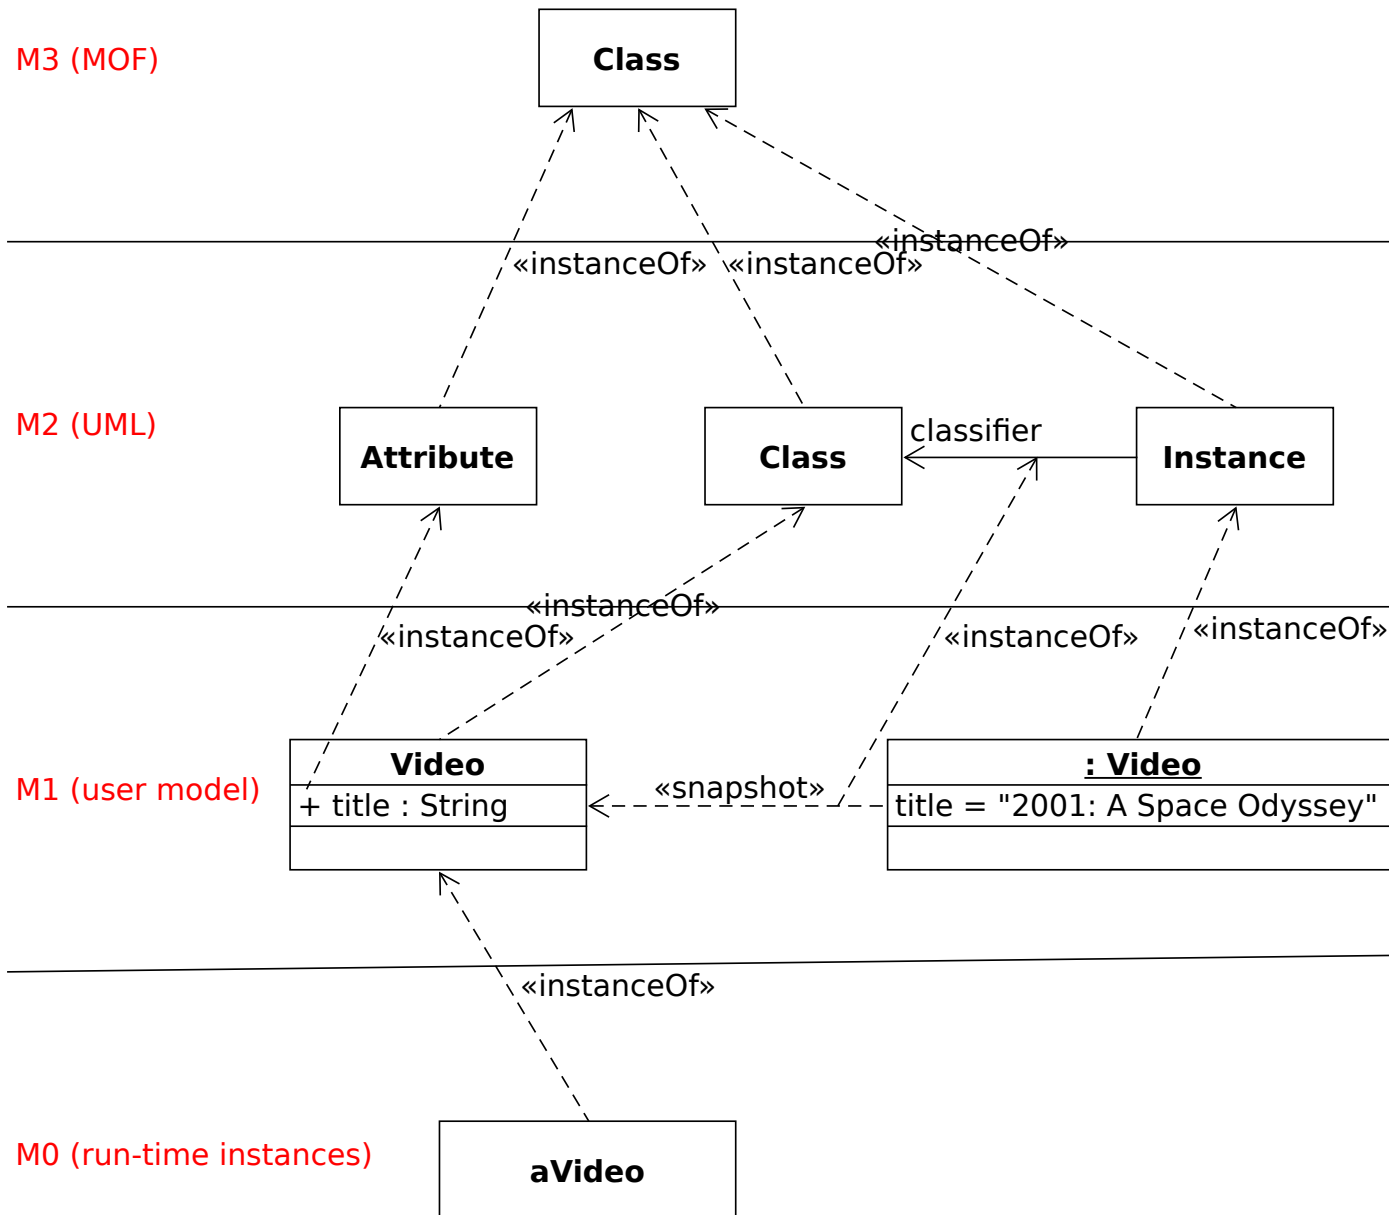 M3 (MOF)
Class
«instanceOf»
«instanceOf»
«instanceOf»
M2 (UML)
Attribute
Class
classifier
Instance
«instanceOf»
«instanceOf»
«instanceOf»
«instanceOf»
M1 (user model)
Video
+ title : String
«snapshot»
: Video
title = "2001: A Space Odyssey"
«instanceOf»
M0 (run-time instances)
aVideo